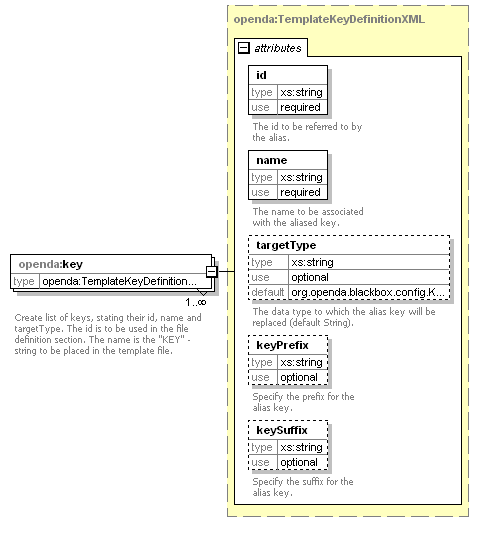 openda:TemplateKeyDefinitionXML
attributes
id
type xs:string
use required
The id to be referred to by
the alias.
name
type xs:string
use required
The name to be associated
with the aliased key.
targetType
type xs:string
use optional
default org.openda.blackbox.config.K...
The data type to which the alias key will be
replaced (default String).
keyPrefix
type xs:string
use optional
Specify the prefix for the
alias key.
keySuffix
type xs:string
use optional
Specify the suffix for the
alias key.
openda:key
type openda:TemplateKeyDefinition...
1..∞
Create list of keys, stating their id, name and
targetType. The id is to be used in the file
definition section. The name is the "KEY" -
string to be placed in the template file.